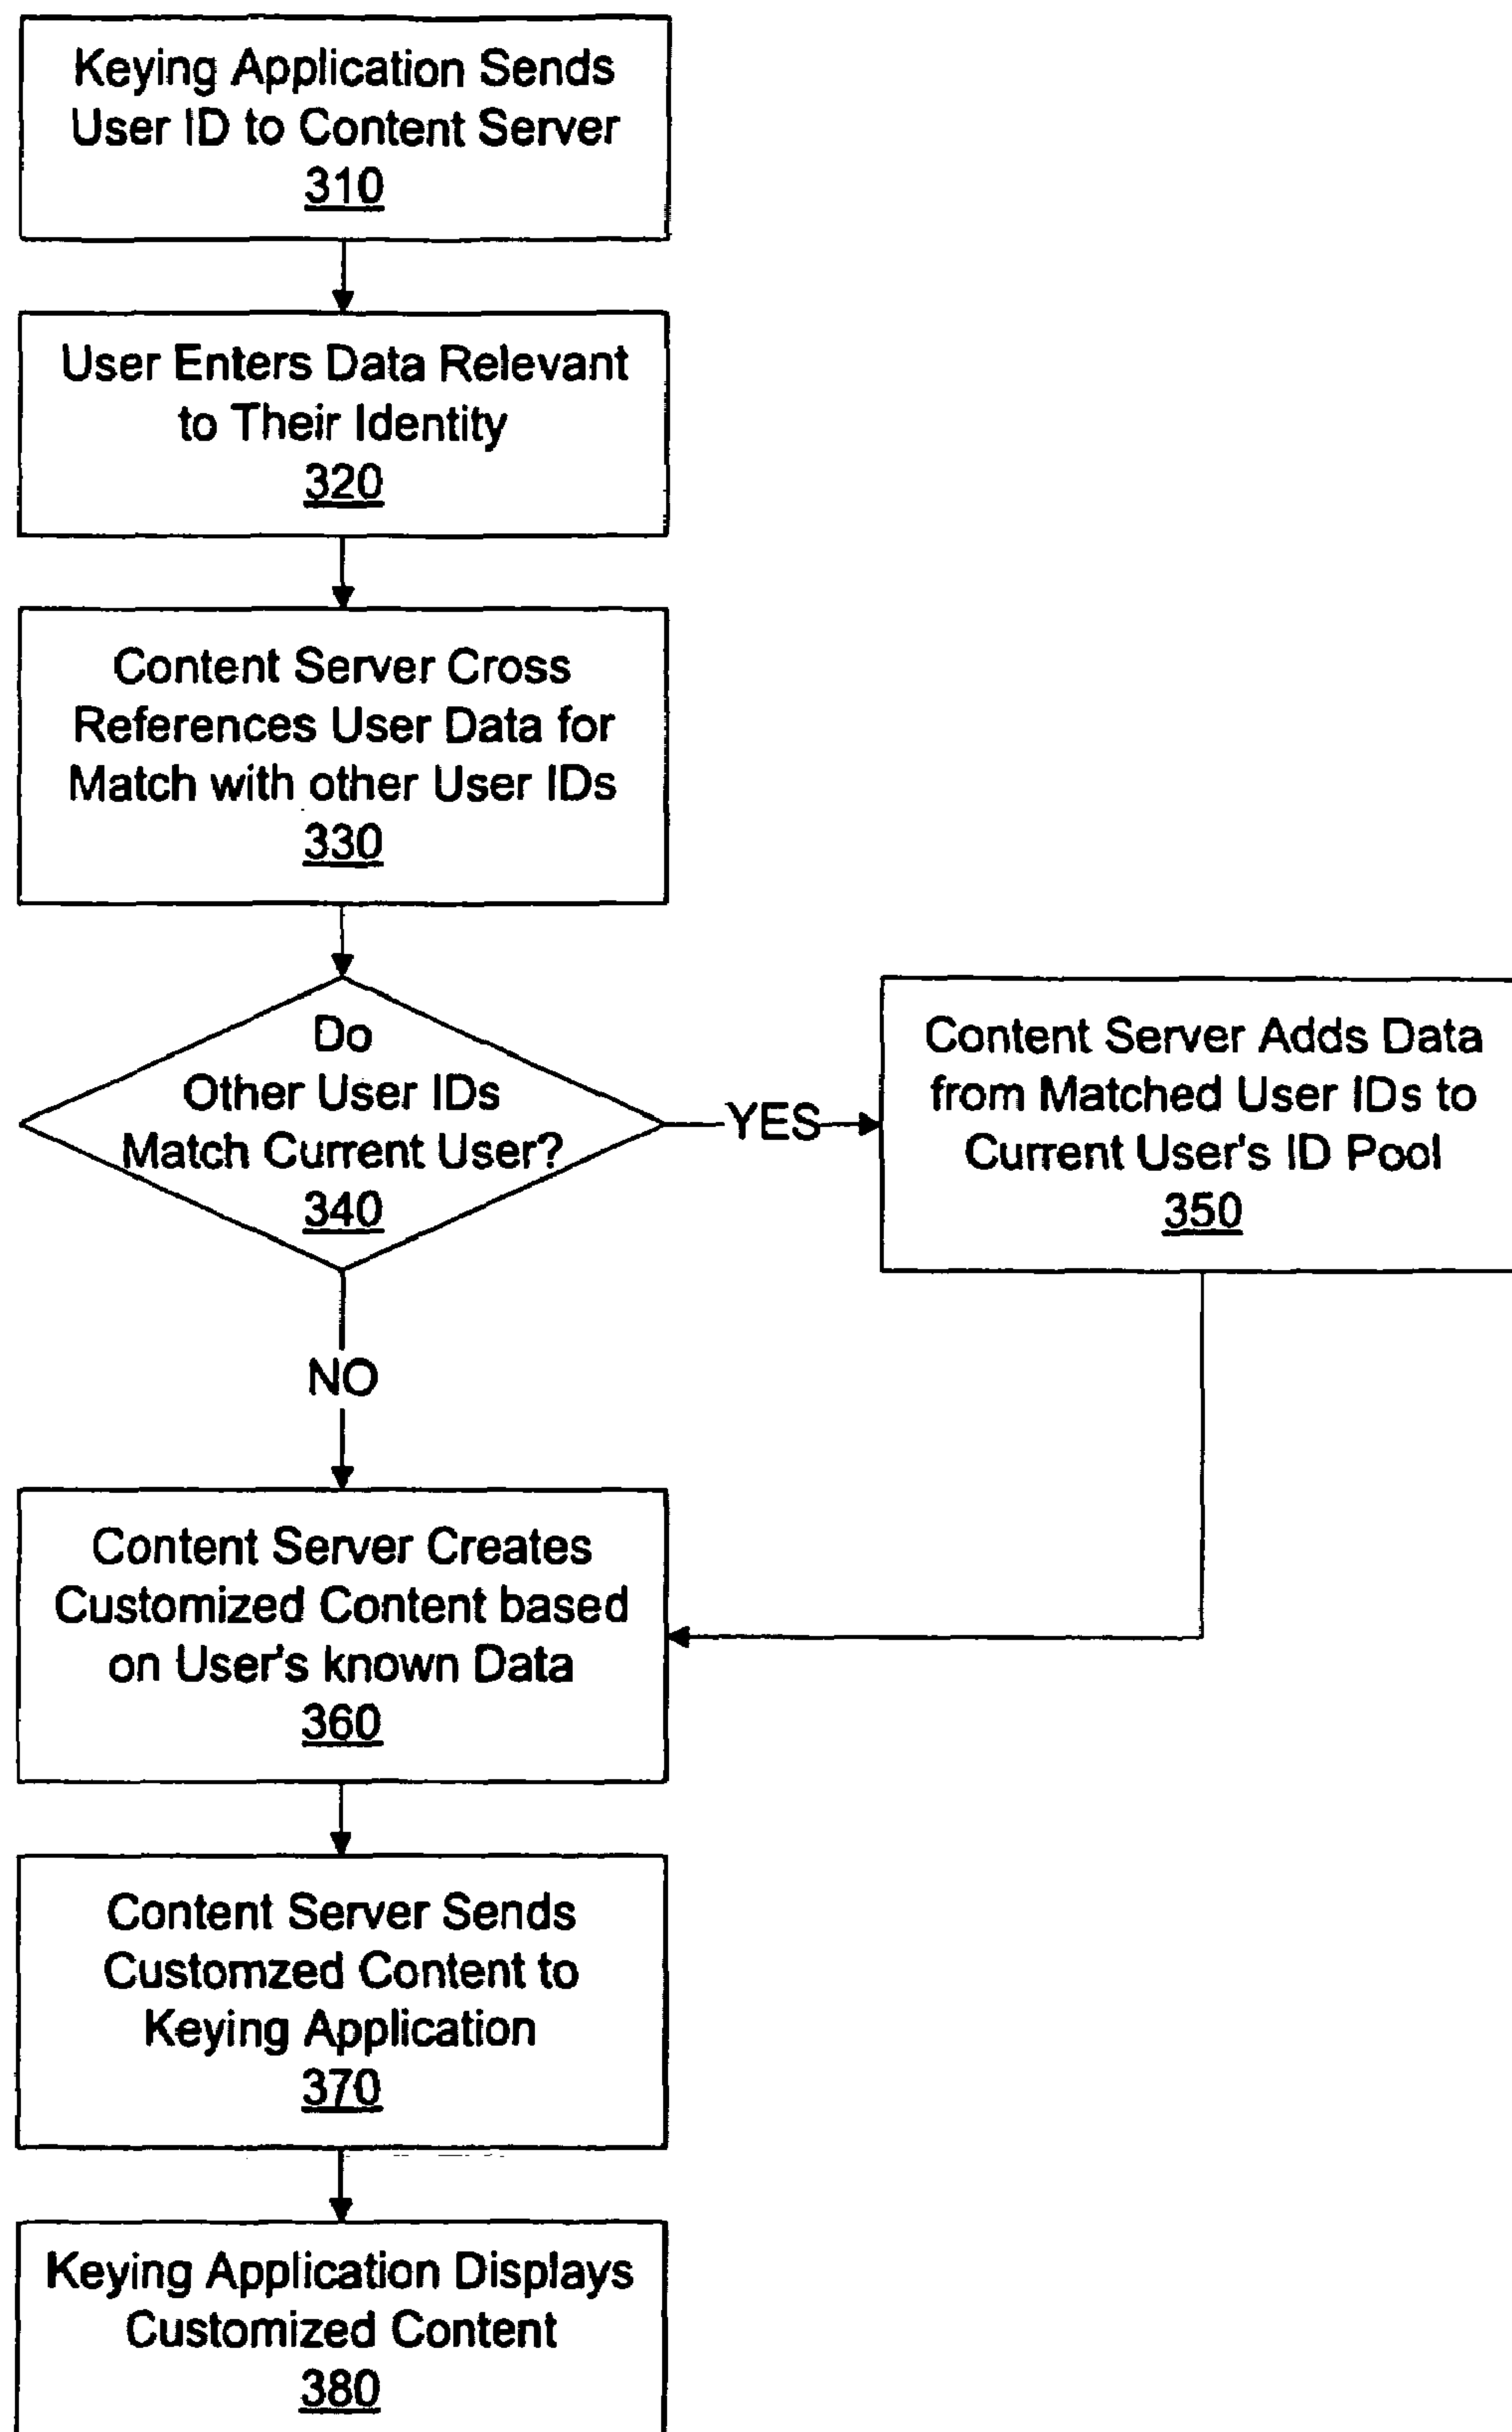 Keying Application Sends
User ID to Content Server
310
User Enters Data Relevant
to Their Identity
320
Content Server Cross
References User Data for
Match with other User IDs
330
Do
Other User IDs
Match Current User?
340
YES
Content Server Adds Data
from Matched User IDs to
Current User's ID Pool
350
NO
Content Server Creates
Customized Content based
on User's known Data
360
Content Server Sends
Customzed Content to
Keying Application
370
Keying Application Displays
Customized Content
380